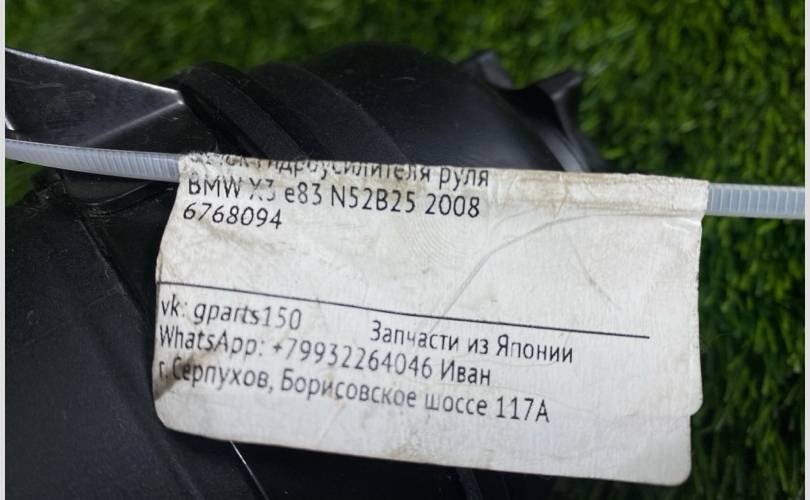 гидроусилителя руля
BMW X3 e83 N52B25 2008
6768094
vk: gparts150
Запчасти из Японии
WhatsApp: +79932264046 Иван
г.Серпухов, Борисовское шоссе 117А